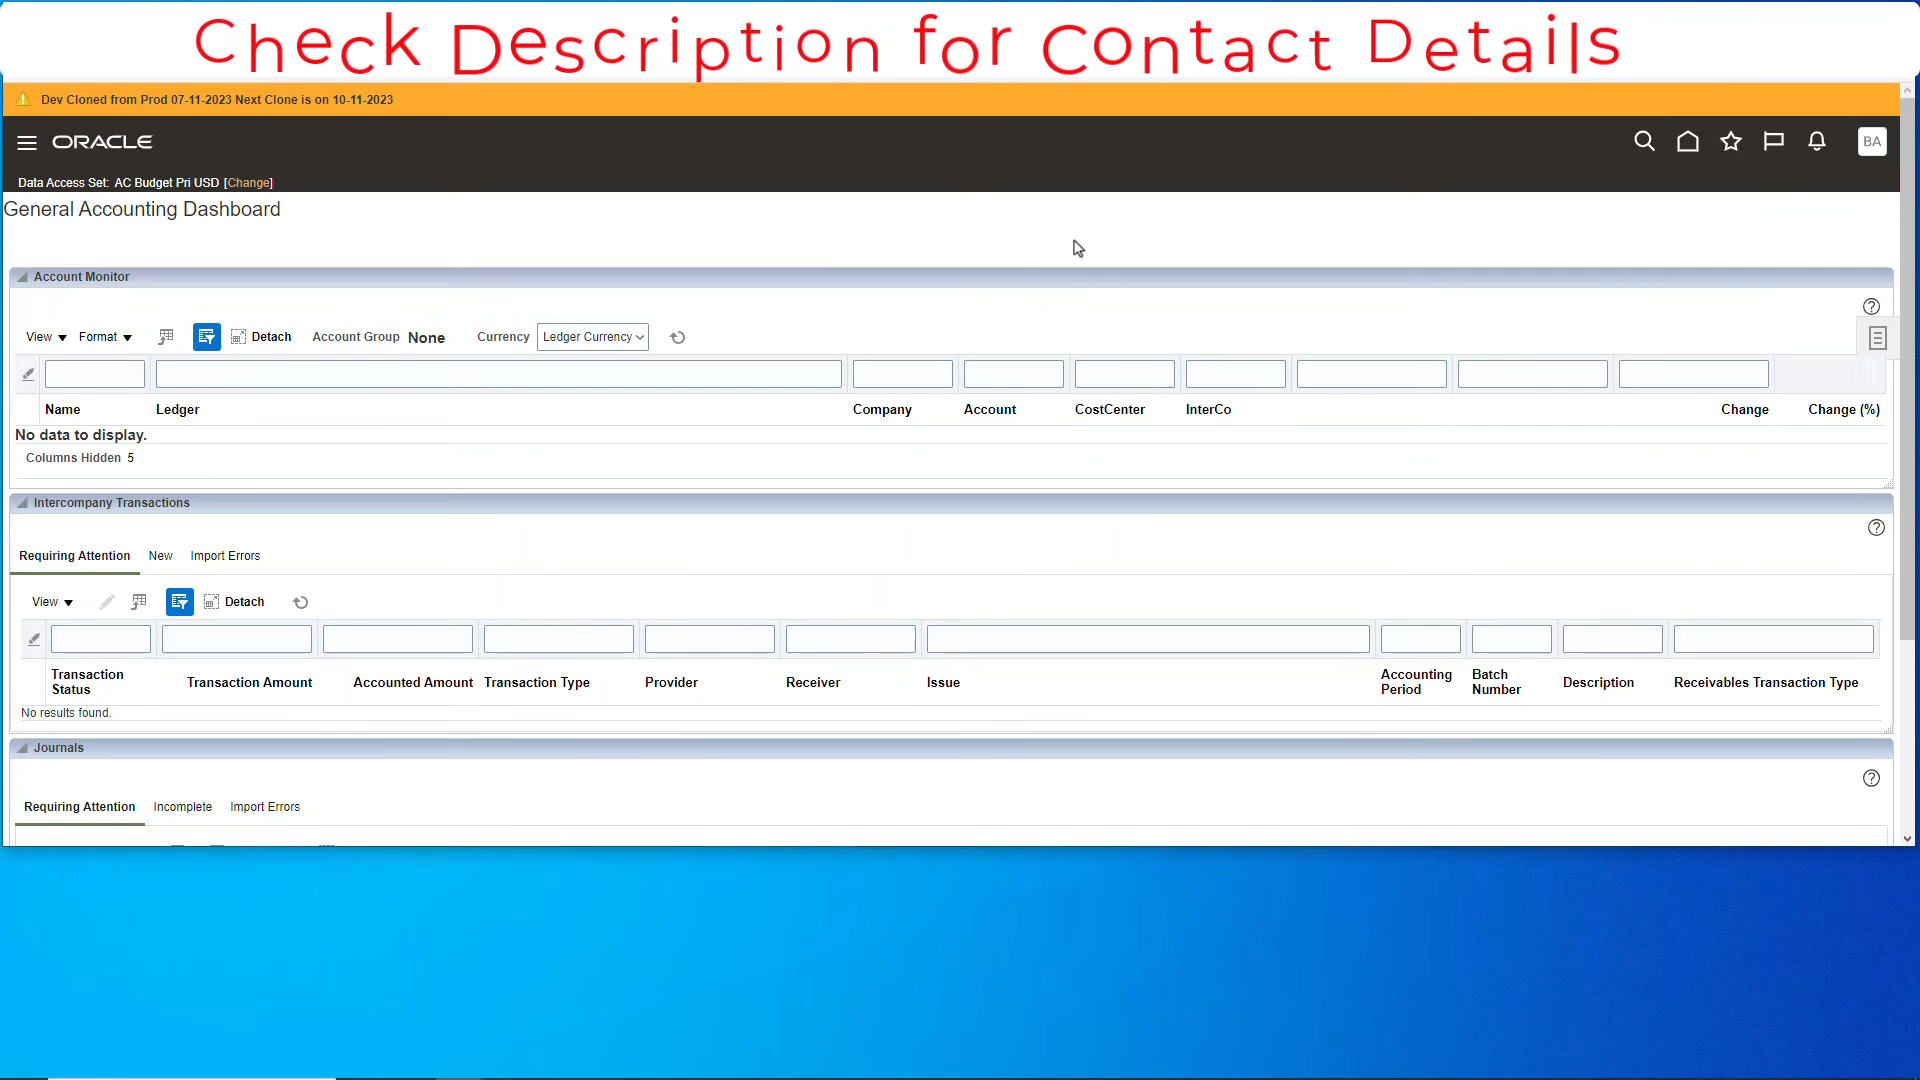 Check Description for Contact Details
Dev Cloned from Prod 07-11-2023 Next Clone is on 10-11-2023
ORACLE
BA
Data Access Set: AC Budget Pri USD [Change]
General Accounting Dashboard
Account Monitor
View Format Detach Account Group None Currency Ledger Currency
Name Ledger Company Account CostCenter InterCo Change Change (%)
No data to display.
Columns Hidden 5
Intercompany Transactions
Requiring Attention New Import Errors
View Detach
Transaction Status Transaction Amount Accounted Amount Transaction Type Provider Receiver Issue Accounting Period Batch Number Description Receivables Transaction Type
No results found.
Journals
Requiring Attention Incomplete Import Errors